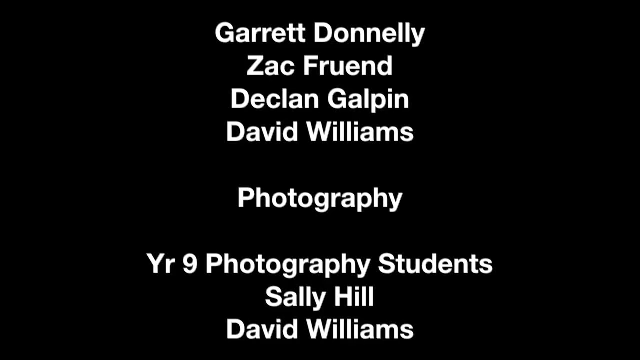 Garrett Donnelly
Zac Fruend
Declan Galpin
David Williams
Photography
Yr 9 Photography Students
Sally Hill
David Williams